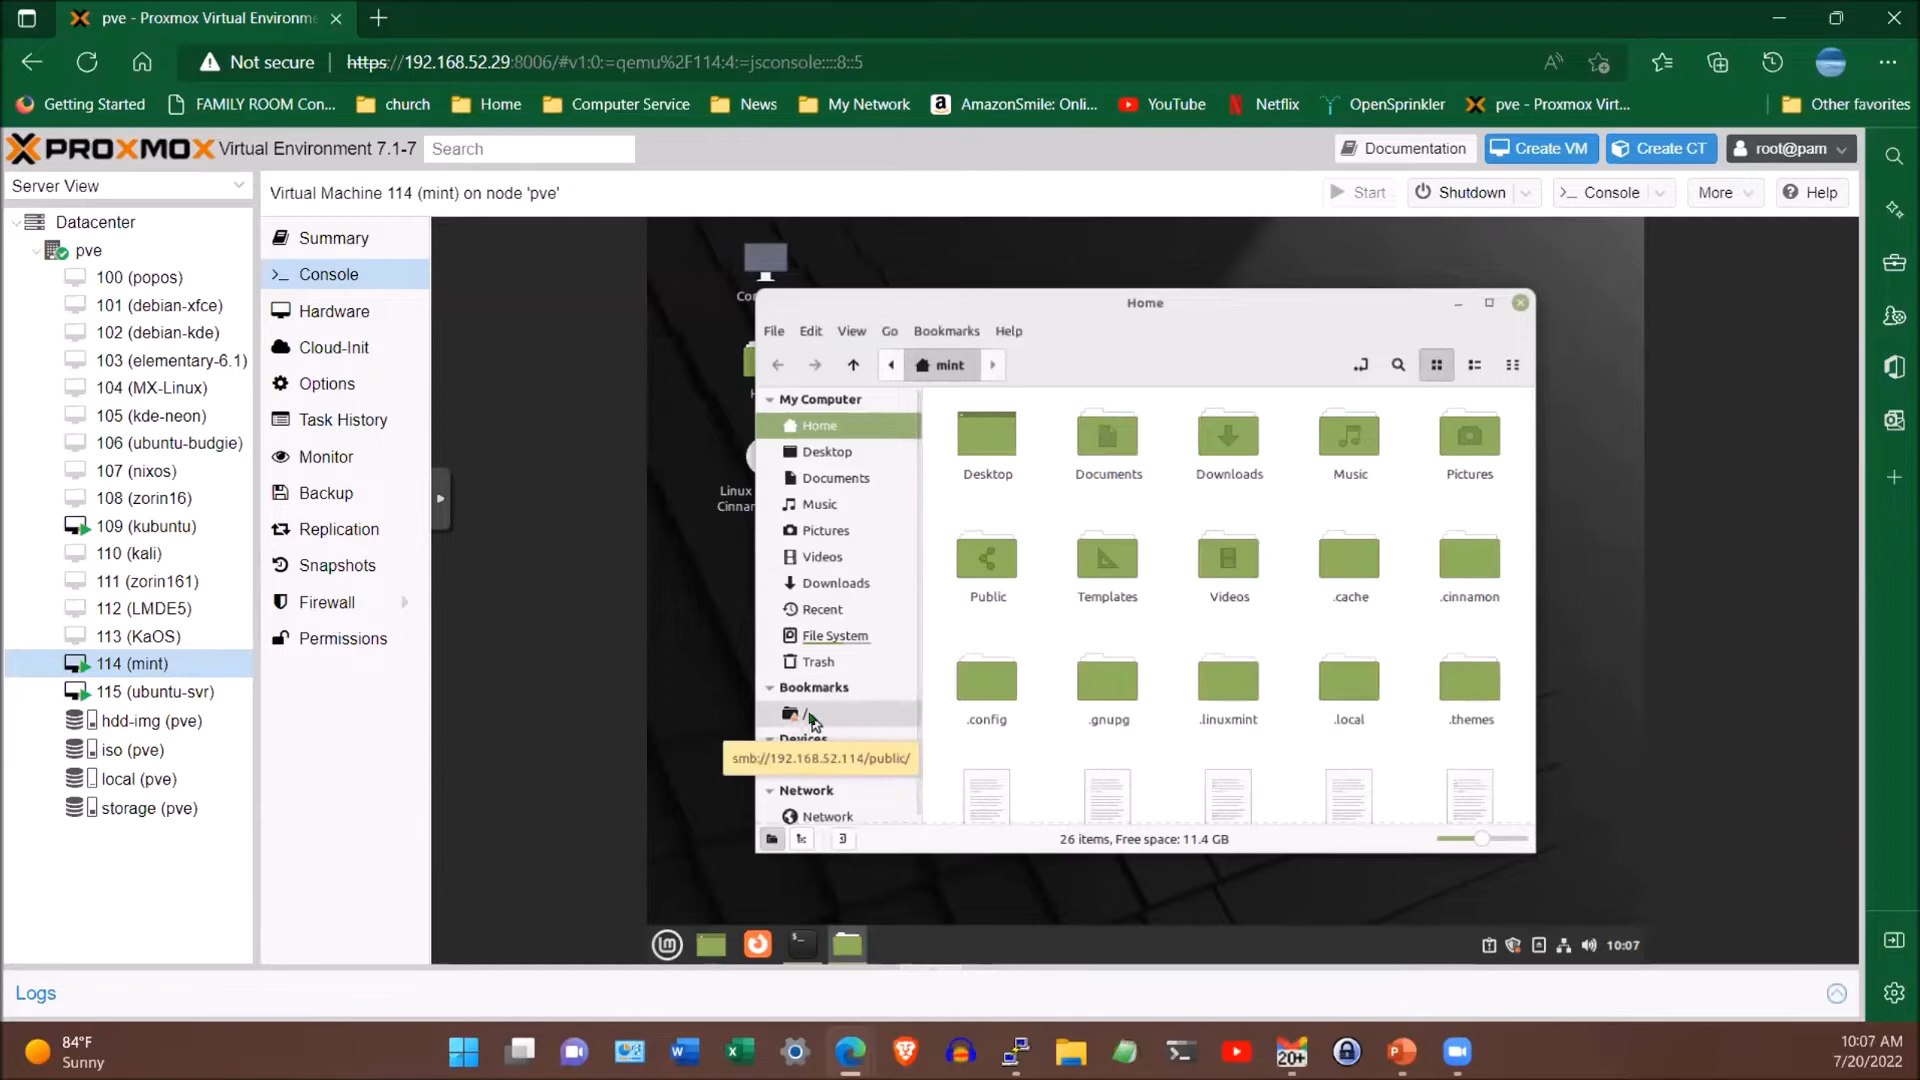 pve - Proxmox Virtual Environme
Not secure
https://192.168.52.29:8006/#v1:0:=qemu%2F114:4:=jsconsole::::8::5
Getting Started
FAMILY ROOM Con...
church
Home
Computer Service
News
My Network
AmazonSmile: Onli...
YouTube
Netflix
OpenSprinkler
pve - Proxmox Virt...
Other favorites
PROXMOX Virtual Environment 7.1-7
Search
Documentation
Create VM
Create CT
root@pam
Server View
Virtual Machine 114 (mint) on node 'pve'
Start
Shutdown
Console
More
Help
Datacenter
pve
100 (popos)
101 (debian-xfce)
102 (debian-kde)
103 (elementary-6.1)
104 (MX-Linux)
105 (kde-neon)
106 (ubuntu-budgie)
107 (nixos)
108 (zorin16)
109 (kubuntu)
110 (kali)
111 (zorin161)
112 (LMDE5)
113 (KaOS)
114 (mint)
115 (ubuntu-svr)
hdd-img (pve)
iso (pve)
local (pve)
storage (pve)
Summary
Console
Hardware
Cloud-Init
Options
Task History
Monitor
Backup
Replication
Snapshots
Firewall
Permissions
Linux
Home
File Edit View Go Bookmarks Help
mint
My Computer
Home
Desktop
Documents
Music
Pictures
Videos
Downloads
Recent
File System
Trash
Bookmarks
/
Devices
smb://192.168.52.114/public/
Network
Network
Desktop
Documents
Downloads
Music
Pictures
Public
Templates
Videos
.cache
.cinnamon
.config
.gnupg
.linuxmint
.local
.themes
26 items, Free space: 11.4 GB
10:07
Logs
84°F
Sunny
20+
10:07 AM
7/20/2022